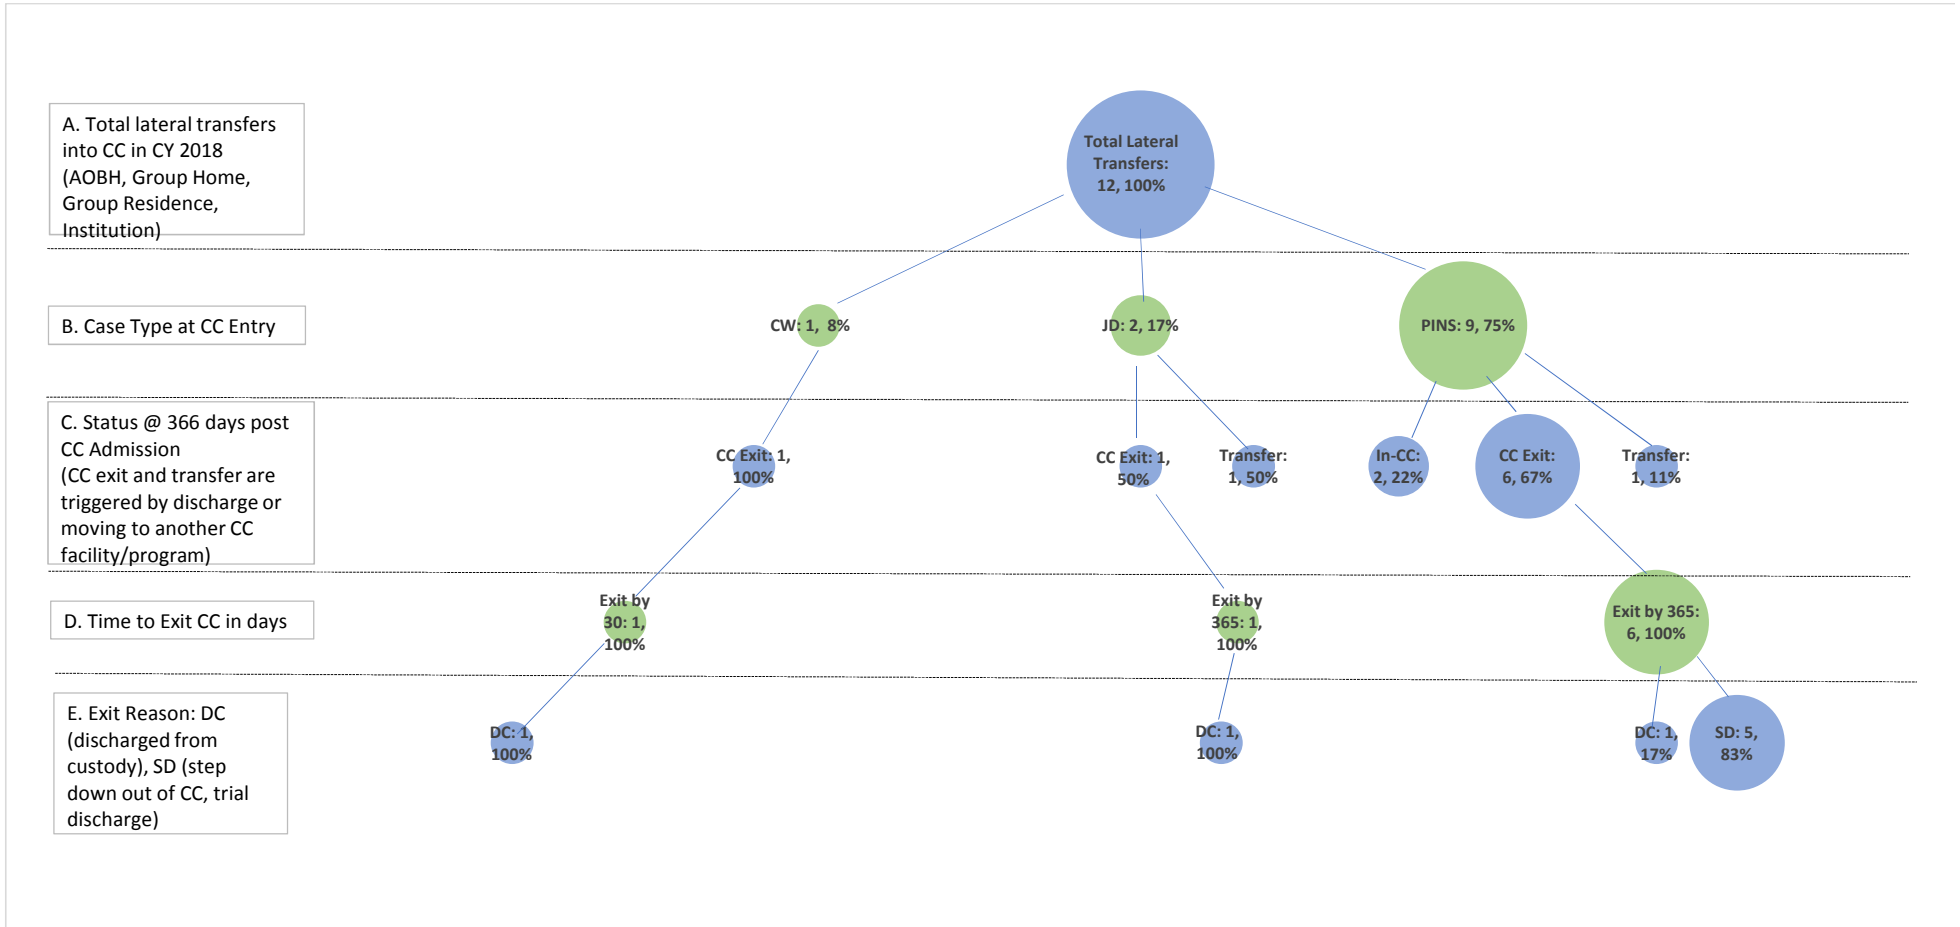 A. Total lateral transfers
into CC in CY 2018
(AOBH, Group Home,
Group Residence,
Institution)
Total Lateral
Transfers:
12, 100%
B. Case Type at CC Entry
CW: 1,  8%
JD: 2, 17%
PINS: 9, 75%
C. Status @ 366 days post
CC Admission
(CC exit and transfer are
triggered by discharge or
moving to another CC
facility/program)
CC Exit: 1,
100%
CC Exit: 1,
50%
Transfer:
1, 50%
In-CC:
2, 22%
CC Exit:
6, 67%
Transfer:
1, 11%
D. Time to Exit CC in days
Exit by
30: 1,
100%
Exit by
365: 1,
100%
Exit by 365:
6, 100%
E. Exit Reason: DC
(discharged from
custody), SD (step
down out of CC, trial
discharge)
DC: 1,
100%
DC: 1,
100%
DC: 1,
17%
SD: 5,
83%